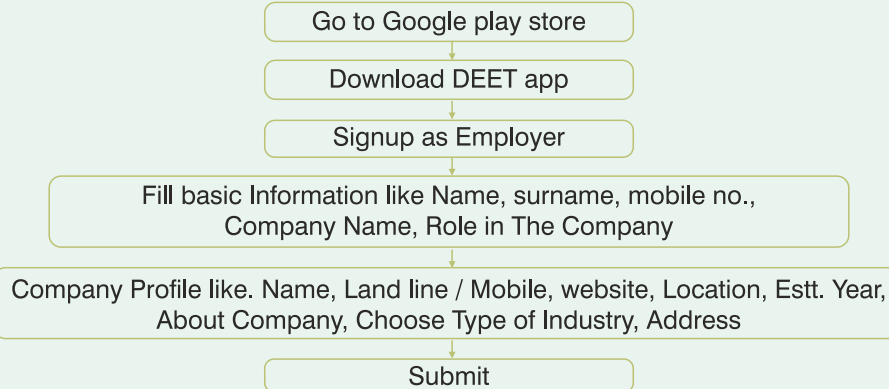 Go to Google play store
Download DEET app
Signup as Employer
Fill basic Information like Name, surname, mobile no.,
Company Name, Role in The Company
Company Profile like. Name, Land line / Mobile, website, Location, Estt. Year,
About Company, Choose Type of Industry, Address
Submit